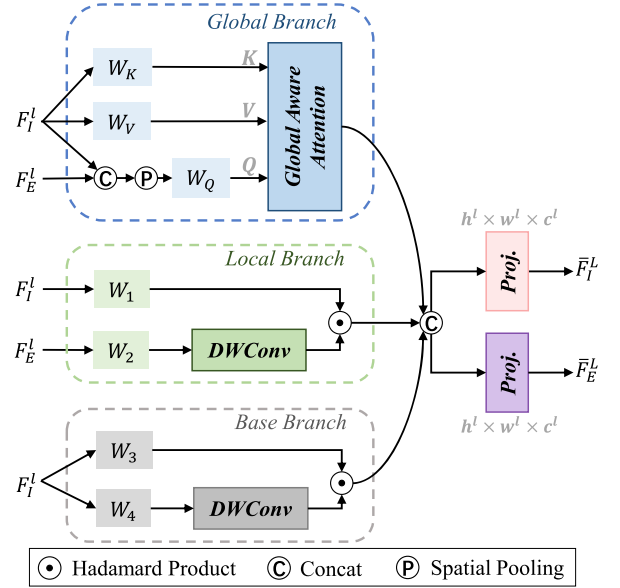 Global Branch
F_I^l
W_K
K
W_V
V
F_E^l
C
P
W_Q
Q
Global Aware
Attention
Local Branch
F_I^l
W_1
F_E^l
W_2
DWConv
Base Branch
F_I^l
W_3
W_4
DWConv
C
h^l × w^l × c^l
Proj.
F̄_I^L
Proj.
F̄_E^L
h^l × w^l × c^l
Hadamard Product
C Concat
P Spatial Pooling